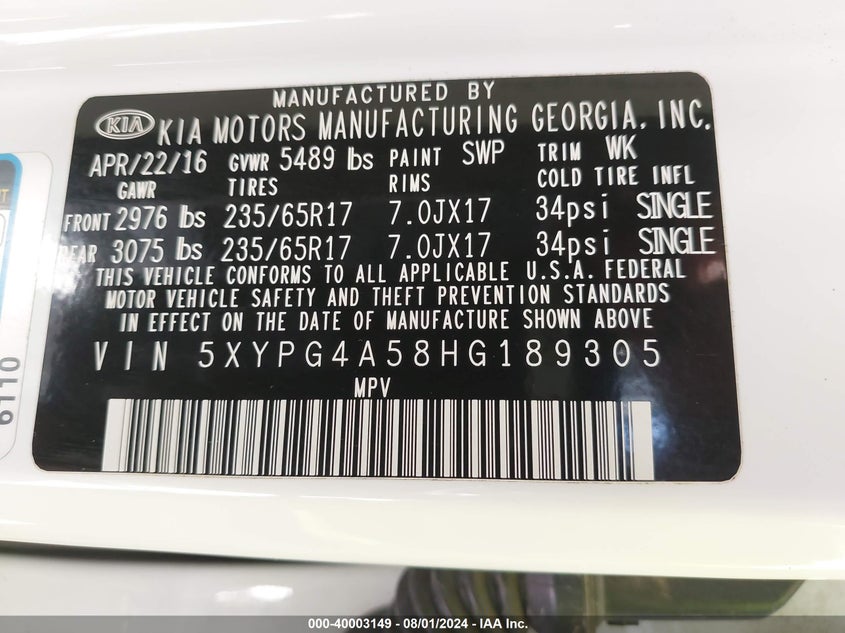 MANUFACTURED BY
KIA KIA MOTORS MANUFACTURING GEORGIA, INC.
APR/22/16 GVWR 5489 lbs PAINT SWP TRIM WK
GAWR TIRES RIMS COLD TIRE INFL
FRONT 2976 lbs 235/65R17 7.0JX17 34psi SINGLE
REAR 3075 lbs 235/65R17 7.0JX17 34psi SINGLE
THIS VEHICLE CONFORMS TO ALL APPLICABLE U.S.A. FEDERAL
MOTOR VEHICLE SAFETY AND THEFT PREVENTION STANDARDS
IN EFFECT ON THE DATE OF MANUFACTURE SHOWN ABOVE
VIN 5XYPG4A58HG189305
MPV
000-40003149 - 08/01/2024 - IAA Inc.